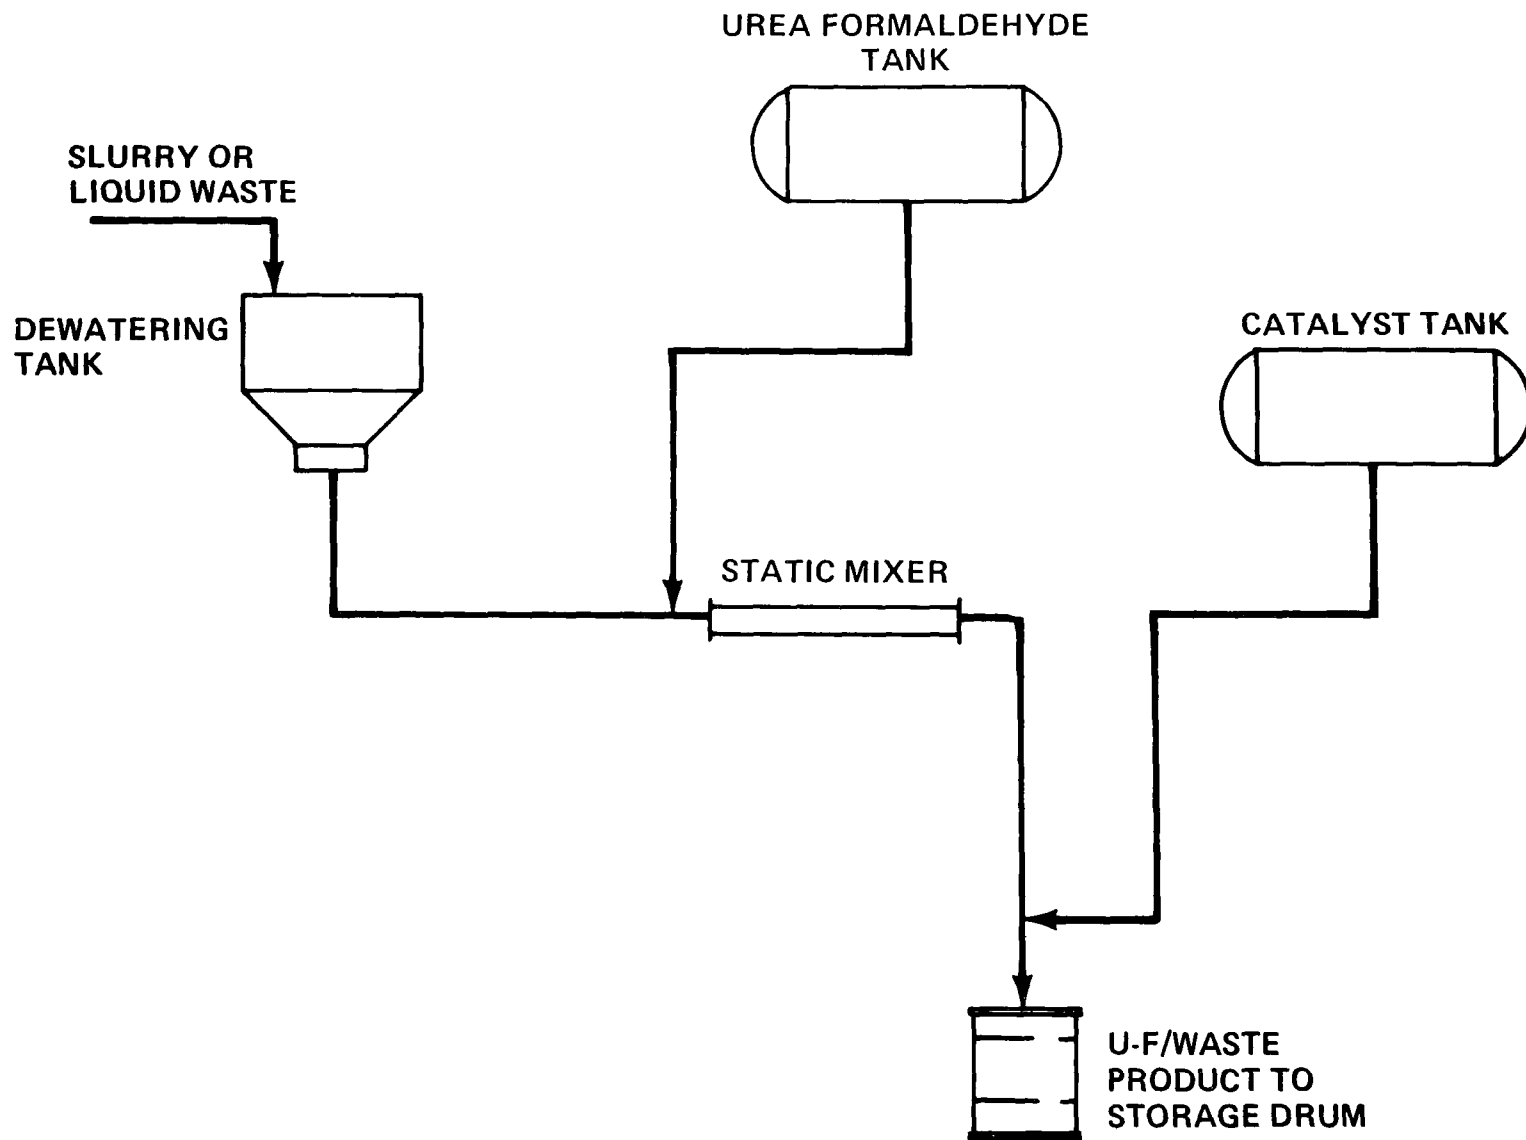 UREA FORMALDEHYDE
TANK
SLURRY OR
LIQUID WASTE
DEWATERING
TANK
CATALYST TANK
STATIC MIXER
U-F/WASTE
PRODUCT TO
STORAGE DRUM